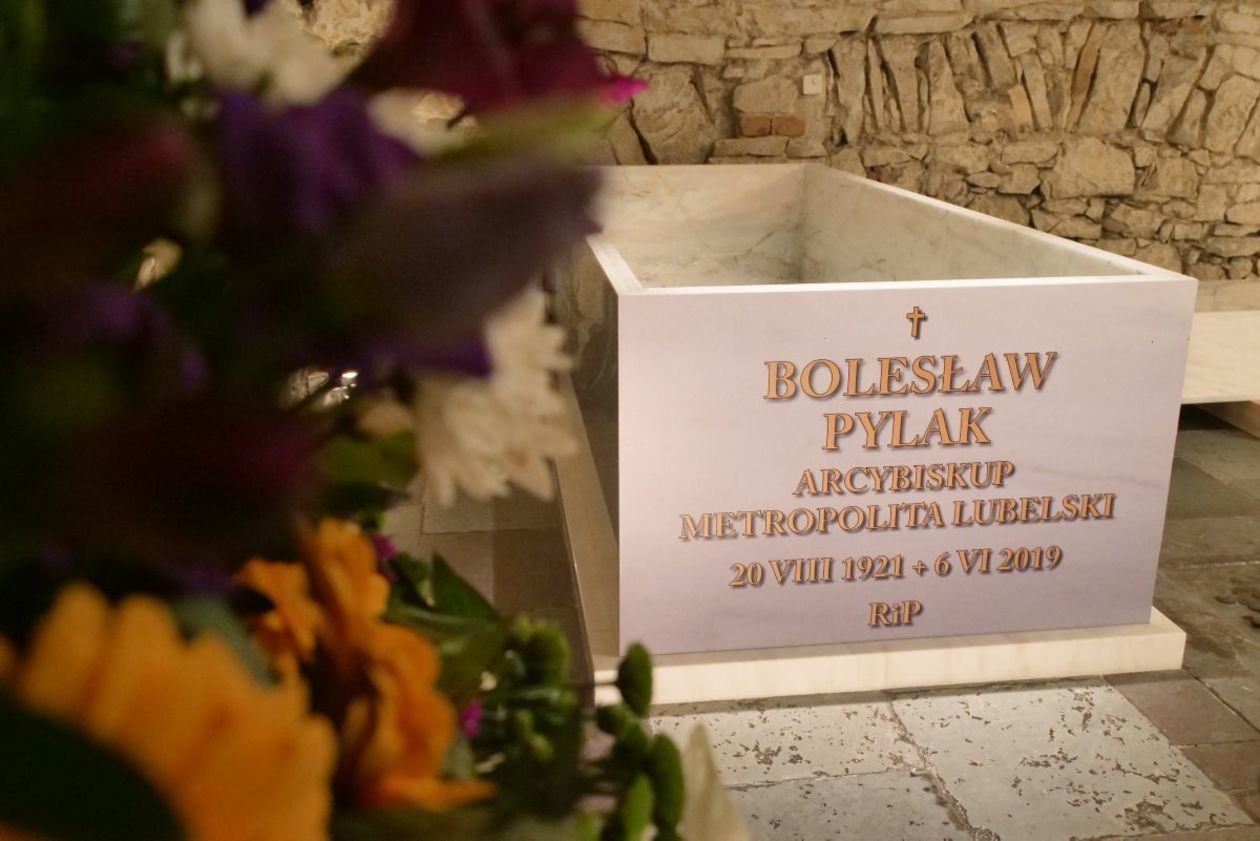 BOLESŁAW
PYLAK
ARCYBISKUP
METROPOLITA LUBELSKI
20 VIII 1921 + 6 VI 2019
RiP